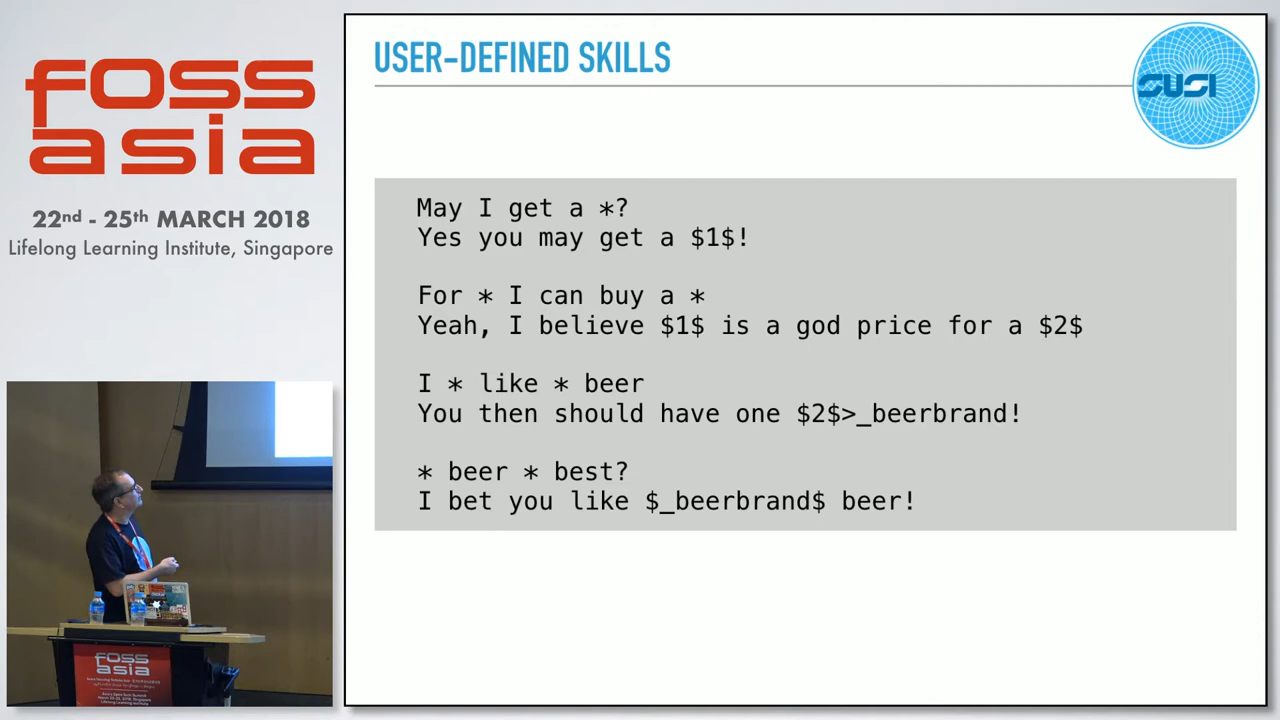 foss
asia
22nd - 25th MARCH 2018
Lifelong Learning Institute, Singapore
USER-DEFINED SKILLS
SUSI
May I get a *?
Yes you may get a $1$!
For * I can buy a *
Yeah, I believe $1$ is a god price for a $2$
I * like * beer
You then should have one $2$>_beerbrand!
* beer * best?
I bet you like $_beerbrand$ beer!
foss
asia